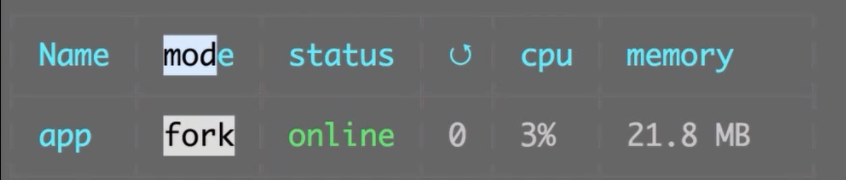 Name mode status ↺ cpu memory
app fork online 0 3% 21.8 MB